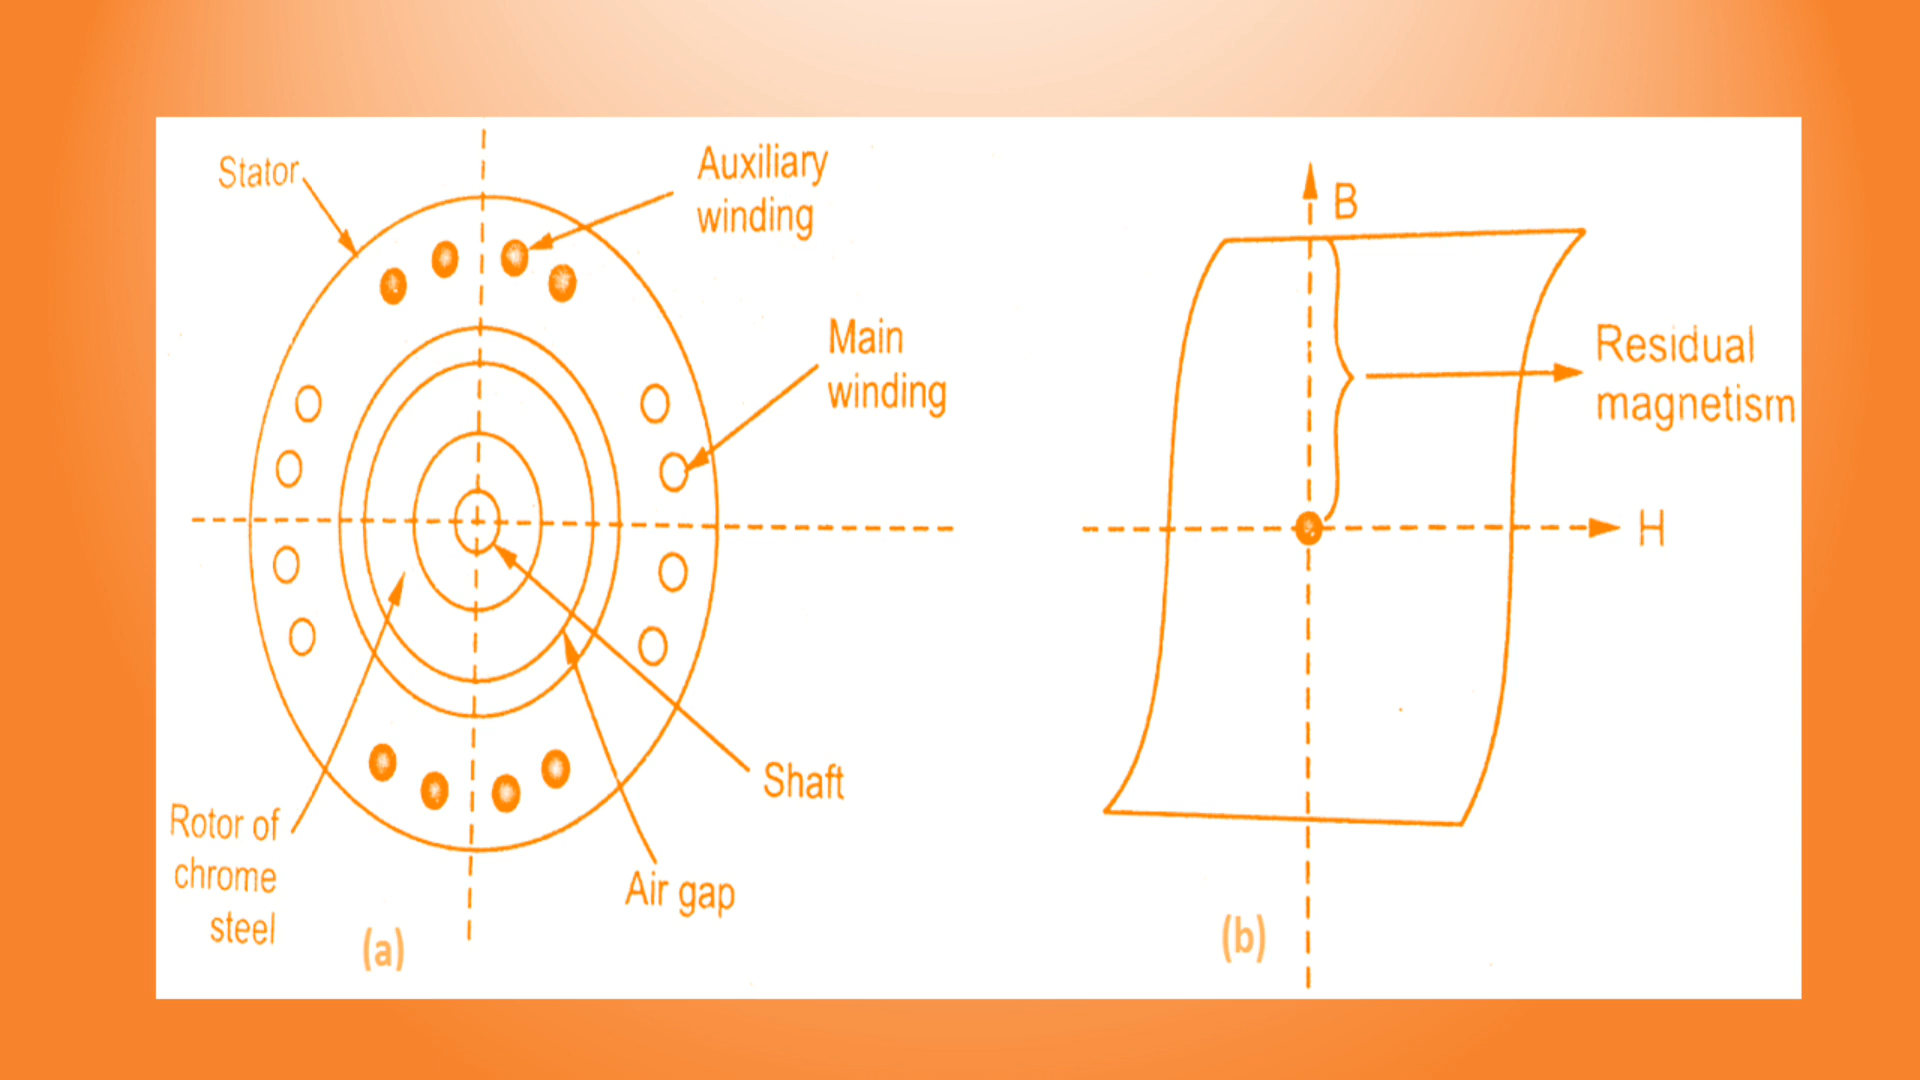 Stator
Auxiliary
winding
Main
winding
Shaft
Air gap
Rotor of
chrome
steel
(a)
B
Residual
magnetism
H
(b)